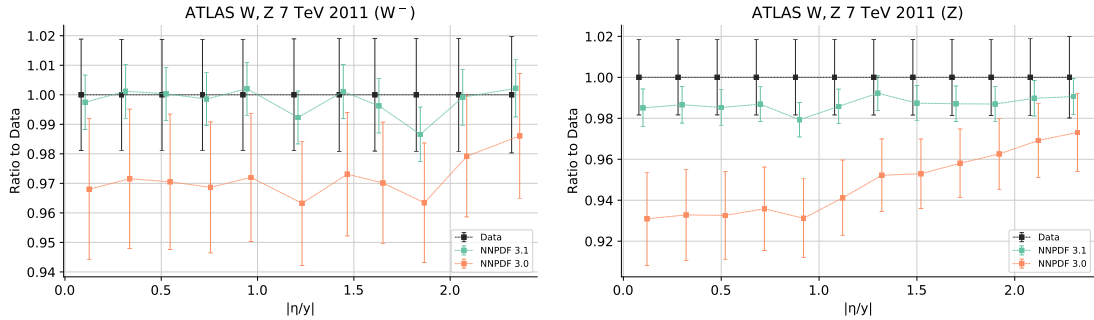 ATLAS W, Z 7 TeV 2011 (W⁻)
1.02
1.01
1.00
0.99
0.98
0.97
0.96
0.95
0.94
Ratio to Data
0.0
0.5
1.0
1.5
2.0
|η/y|
Data
NNPDF 3.1
NNPDF 3.0
ATLAS W, Z 7 TeV 2011 (Z)
1.02
1.00
0.98
0.96
0.94
0.92
Ratio to Data
0.0
0.5
1.0
1.5
2.0
|η/y|
Data
NNPDF 3.1
NNPDF 3.0